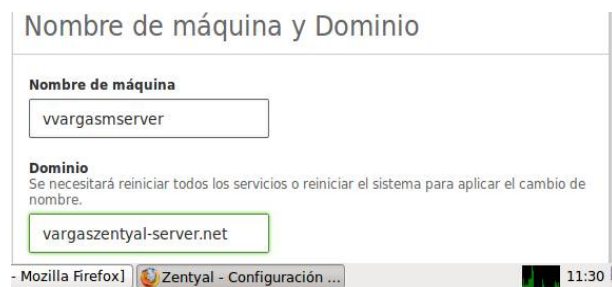 Nombre de máquina y Dominio
Nombre de máquina
vvargasmserver
Dominio
Se necesitará reiniciar todos los servicios o reiniciar el sistema para aplicar el cambio de
nombre.
vargaszentyal-server.net
- Mozilla Firefox] Zentyal - Configuración ... 11:30